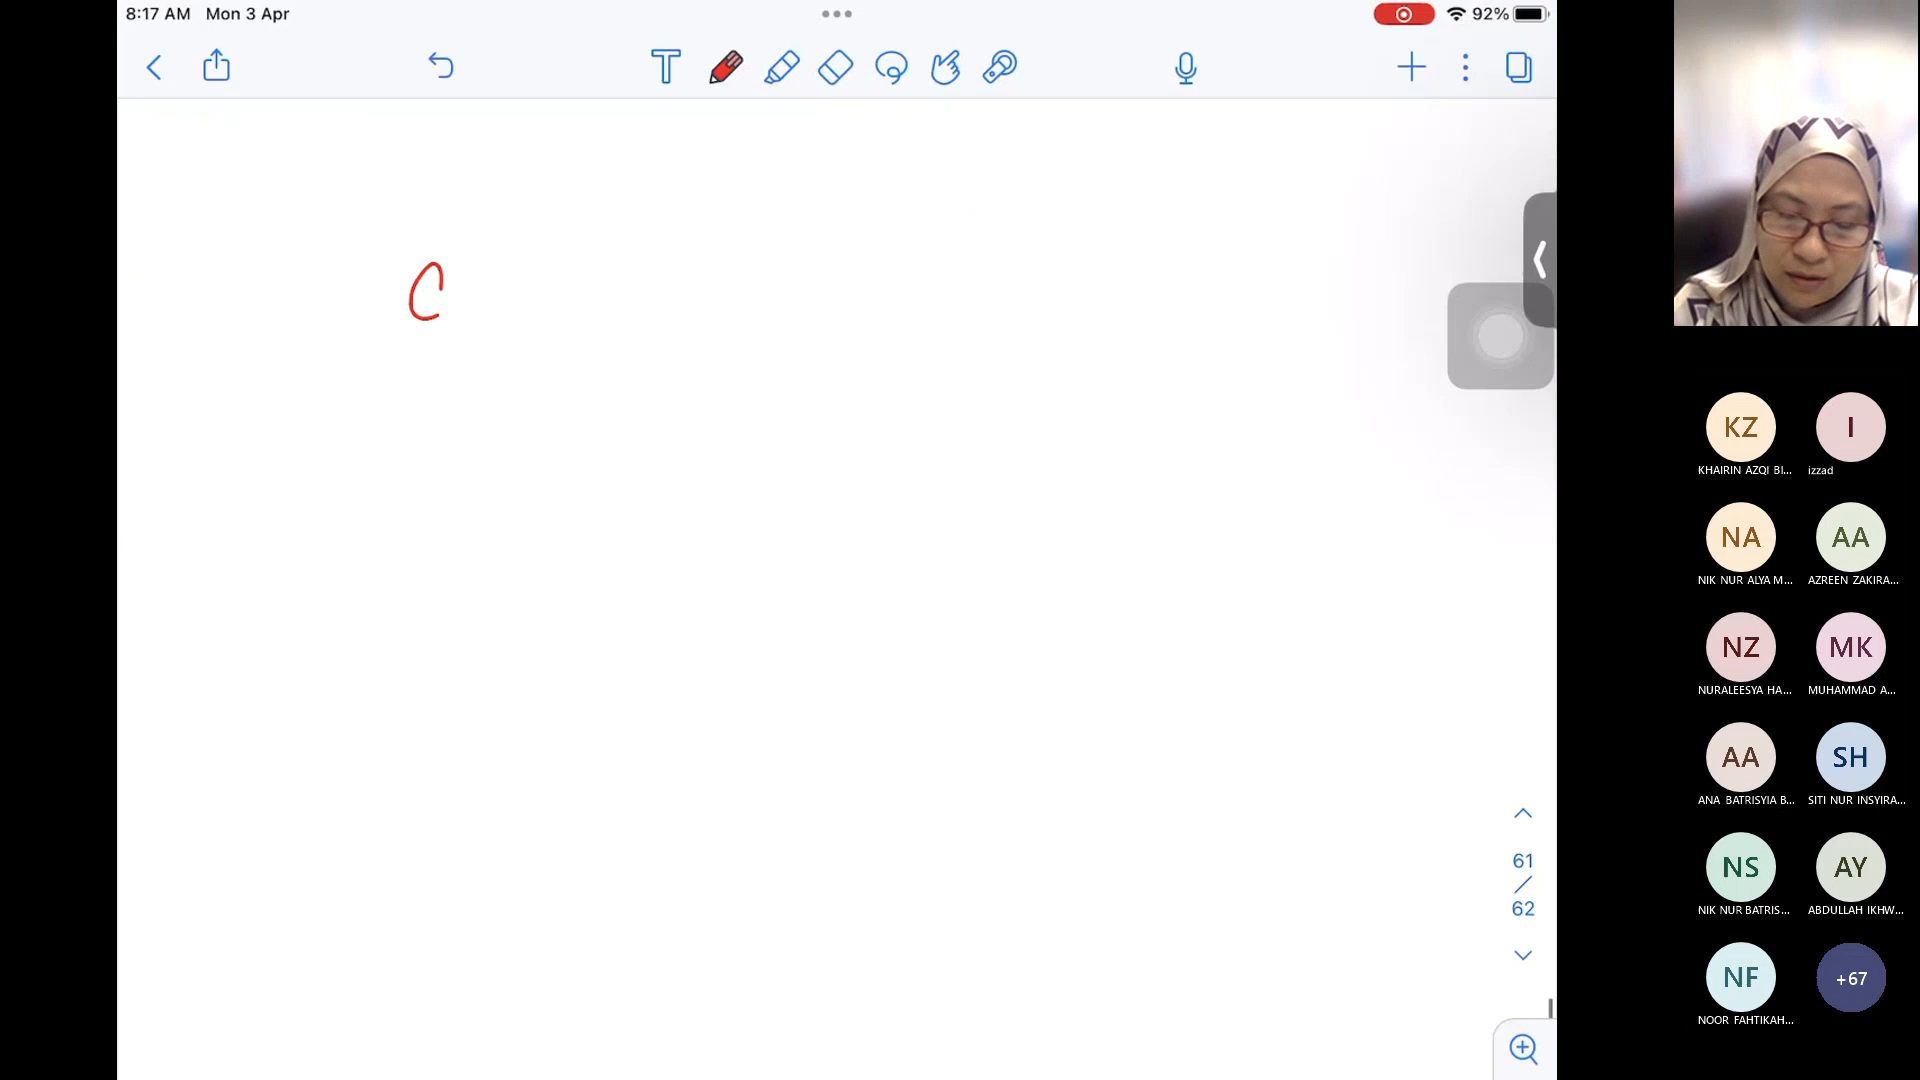 8:17 AM Mon 3 Apr
92%
T
C
61
62
KZ
KHAIRIN AZQI BI...
I
izzad
NA
NIK NUR ALYA M...
AA
AZREEN ZAKIRA...
NZ
NURALEESYA HA...
MK
MUHAMMAD A...
AA
ANA BATRISYIA B...
SH
SITI NUR INSYIRA...
NS
NIK NUR BATRIS...
AY
ABDULLAH IKHW...
NF
NOOR FAHTIKAH...
+67